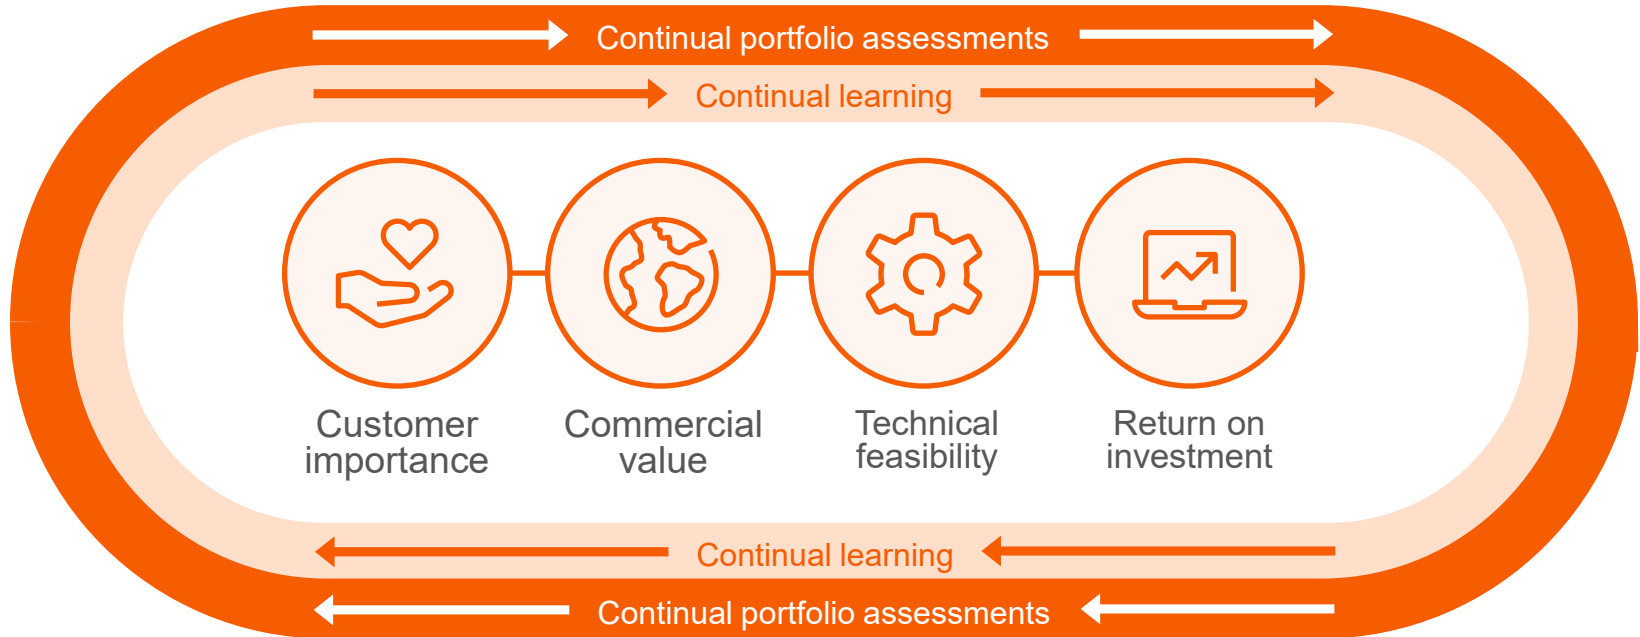 Continual portfolio assessments
Continual learning
Customer
importance
Commercial
value
Technical
feasibility
Return on
investment
Continual learning
Continual portfolio assessments